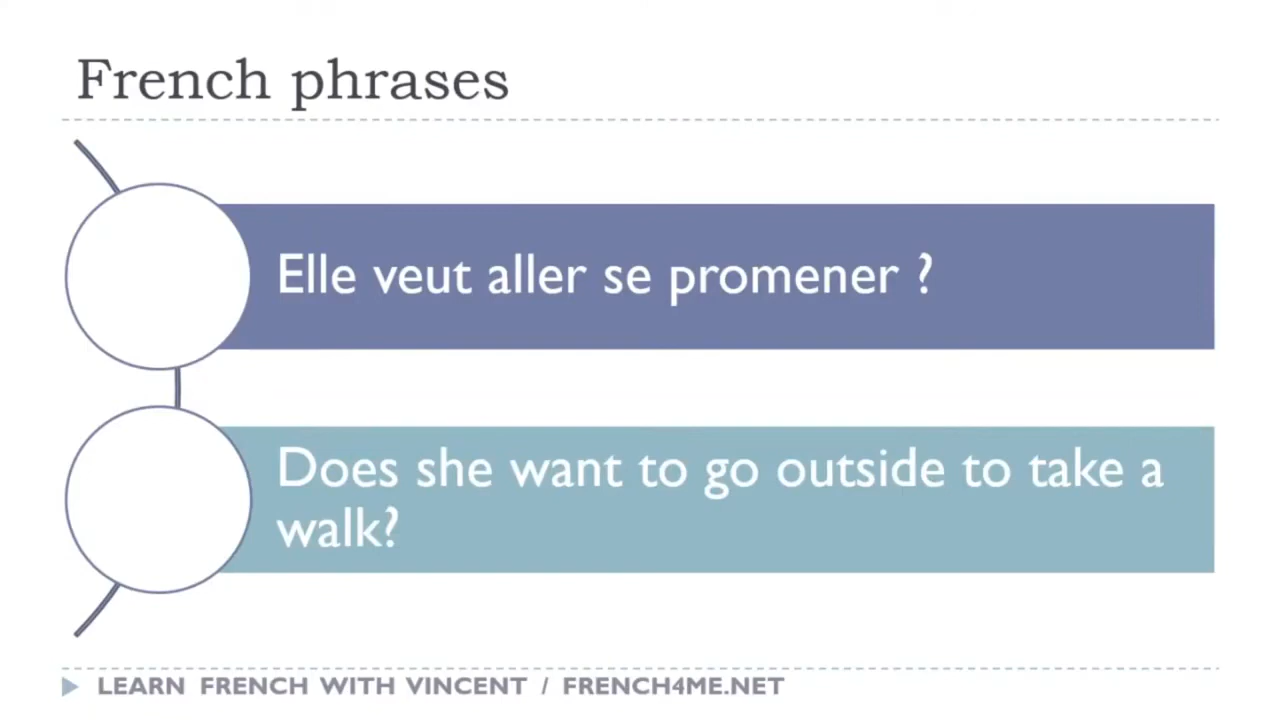 French phrases
Elle veut aller se promener ?
Does she want to go outside to take a
walk?
LEARN FRENCH WITH VINCENT / FRENCH4ME.NET